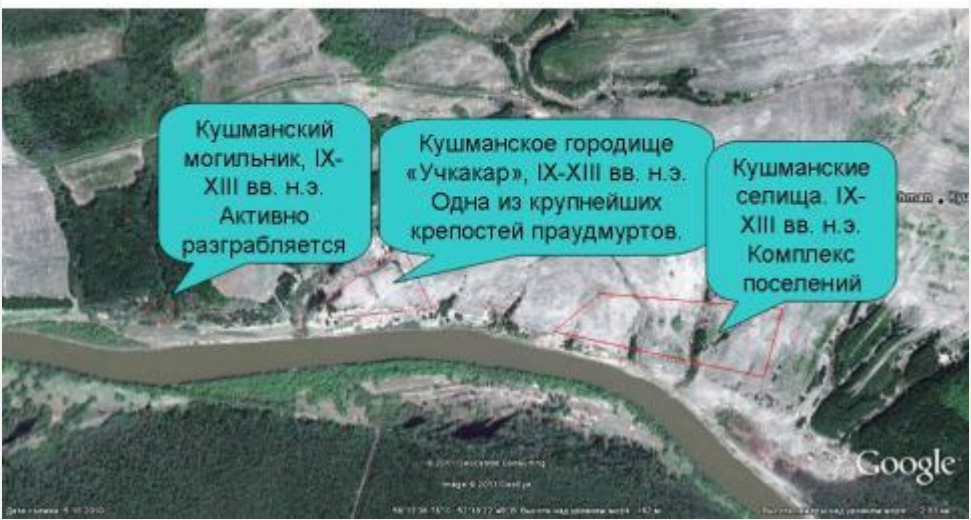 Кушманский
могильник, IX-
XIII вв. н.э.
Активно
разграбляется
Кушманское городище
«Учкакар», IX-XIII вв. н.э.
Одна из крупнейших
крепостей праудмуртов.
Кушманские
селища. IX-
XIII вв. н.э.
Комплекс
поселений
Google